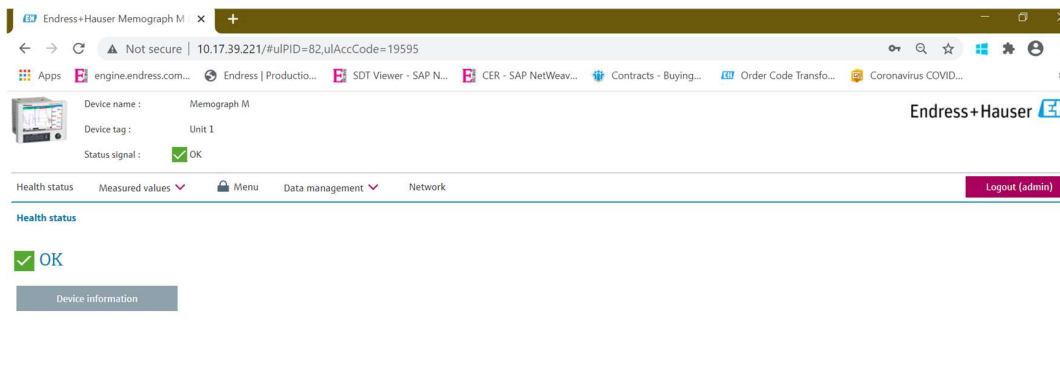 Endress+Hauser Memograph M
Not secure | 10.17.39.221/#ulPID=82,ulAccCode=19595
Apps engine.endress.com... Endress | Productio... SDT Viewer - SAP N... CER - SAP NetWeav... Contracts - Buying... Order Code Transfo... Coronavirus COVID...
Device name : Memograph M
Endress+Hauser
Device tag : Unit 1
Status signal : OK
Health status Measured values Menu Data management Network Logout (admin)
Health status
OK
Device information